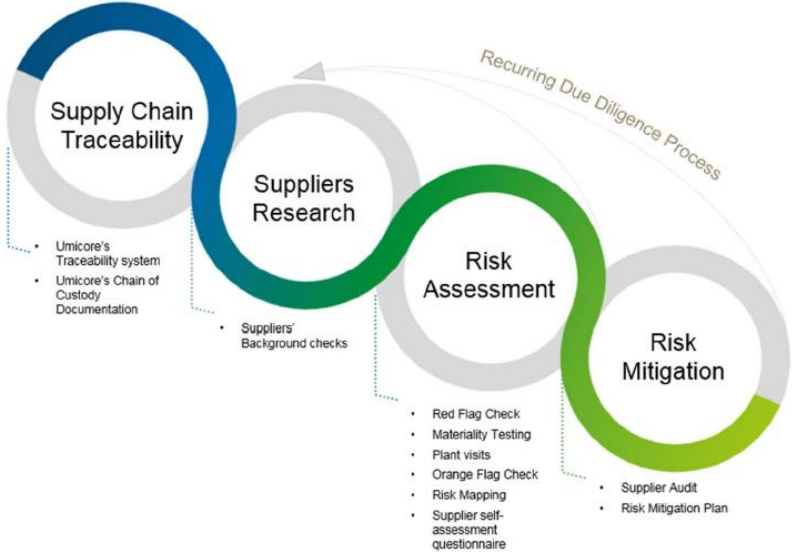 Recurring Due Diligence Process
Supply Chain
Traceability
Suppliers
Research
Risk
Assessment
Risk
Mitigation
• Umicore's
Traceability system
• Umicore's Chain of
Custody
Documentation
• Suppliers'
Background checks
• Red Flag Check
• Materiality Testing
• Plant visits
• Orange Flag Check
• Risk Mapping
• Supplier self-
assessment
questionnaire
• Supplier Audit
• Risk Mitigation Plan